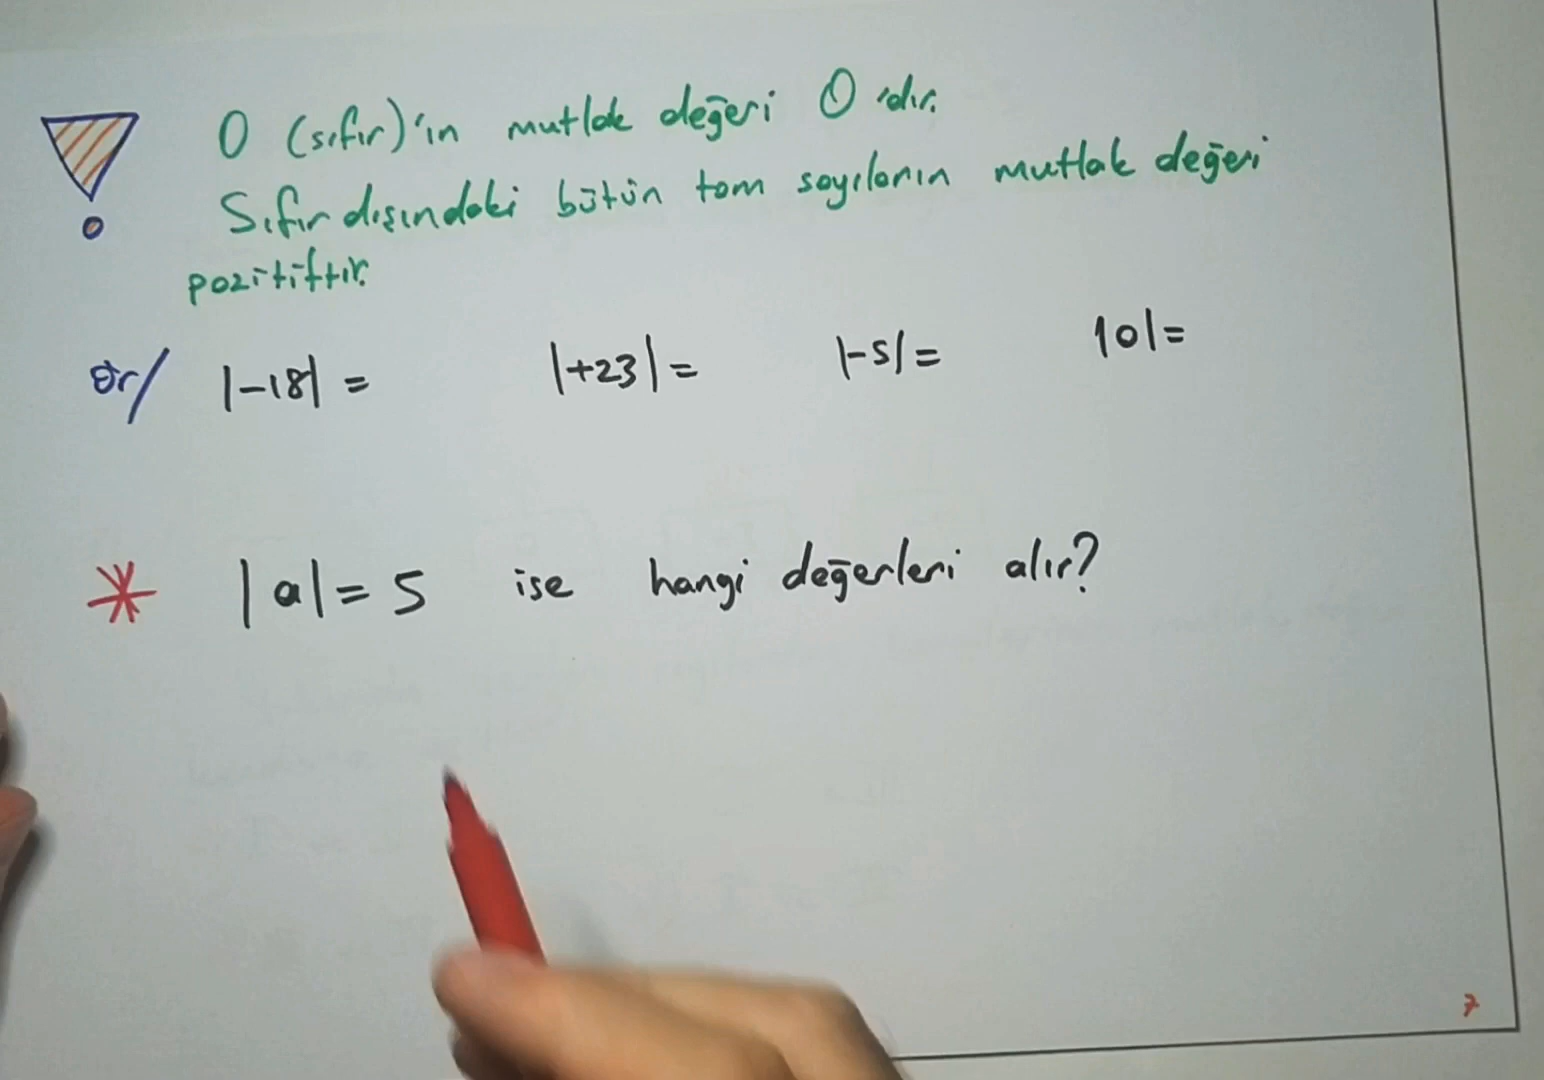 0 (sıfır)'ın mutlak değeri 0 'dır.
Sıfır dışındaki bütün tam sayıların mutlak değeri
pozitiftir.
Ör/ |-18| = |+23| = |-5| = |0| =
|a| = 5 ise hangi değerleri alır?
7